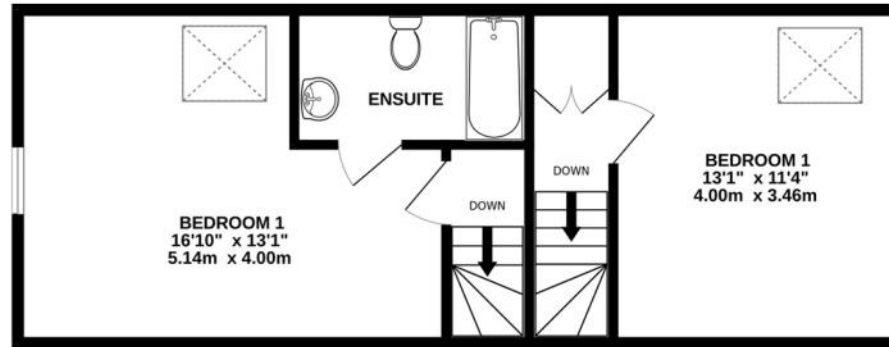 ENSUITE
DOWN
DOWN
BEDROOM 1
16'10" x 13'1"
5.14m x 4.00m
BEDROOM 1
13'1" x 11'4"
4.00m x 3.46m